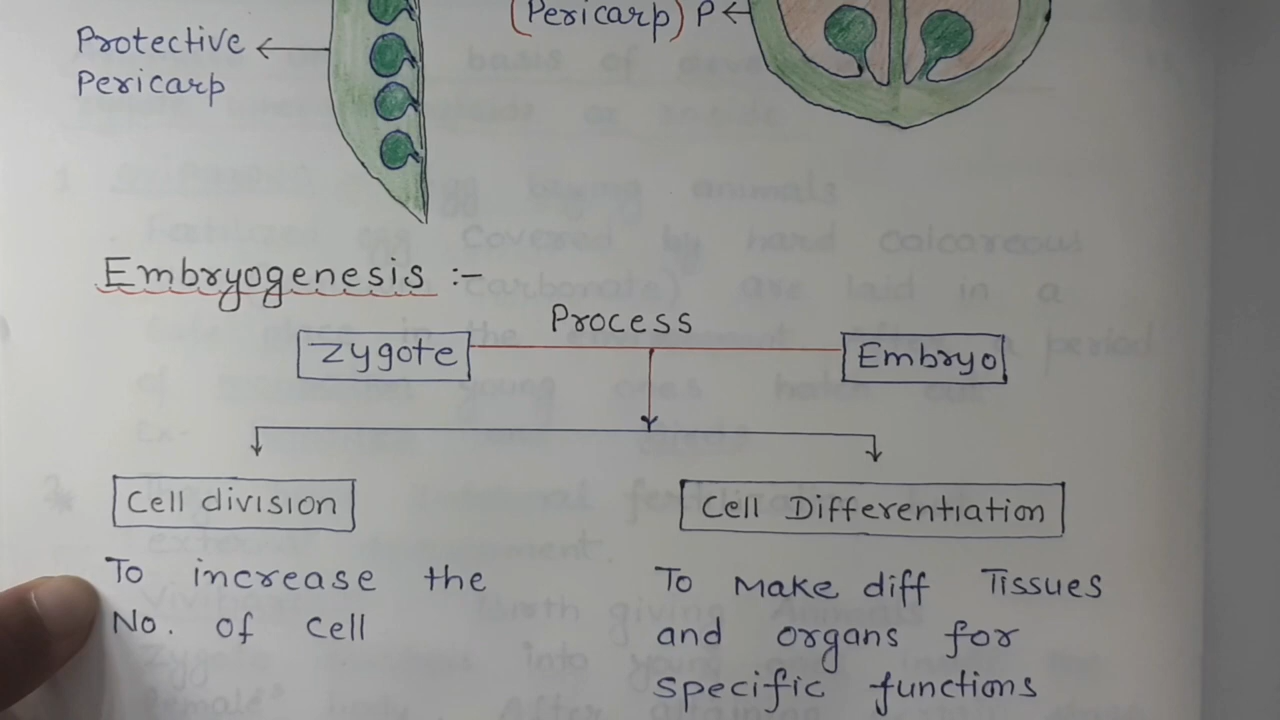 (Pericarp) P
Protective
Pericarp
Embryogenesis :-
Process
Zygote
Embryo
Cell division
Cell Differentiation
To increase the
No. of cell
To Make diff Tissues
and organs for
specific functions